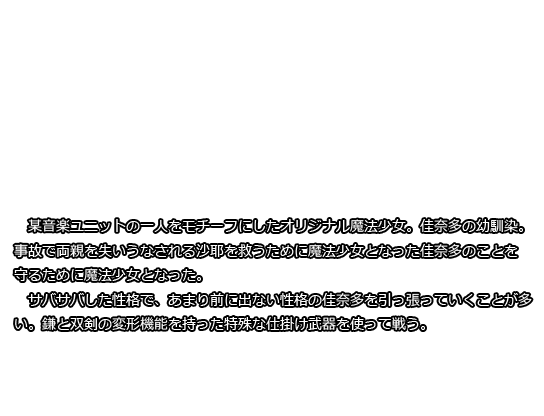 某音楽ユニットの一人をモチーフにしたオリジナル魔法少女。佳奈多の幼馴染。
事故で両親を失いうなされる沙耶を救うために魔法少女となった佳奈多のことを
守るために魔法少女となった。
サバサバした性格で、あまり前に出ない性格の佳奈多を引っ張っていくことが多
い。鎌と双剣の変形機能を持った特殊な仕掛け武器を使って戦う。